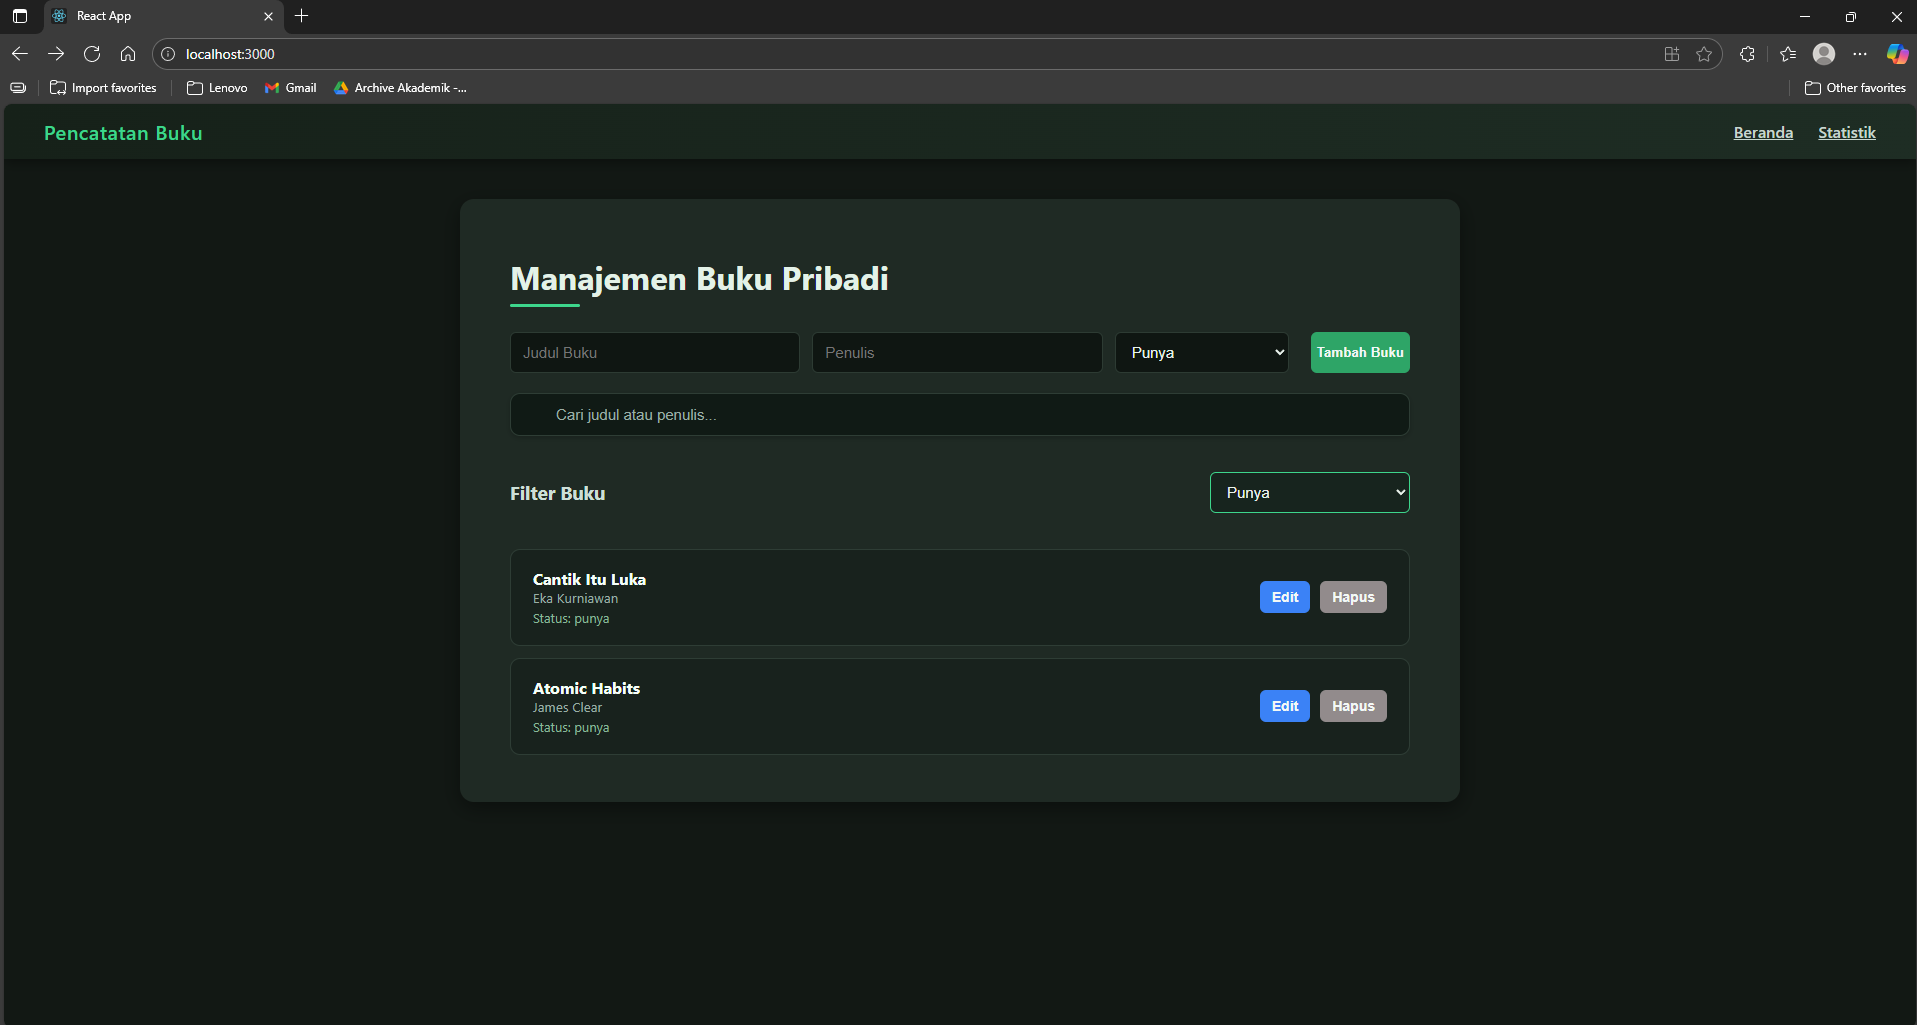 React App
localhost:3000
Import favorites
Lenovo
Gmail
Archive Akademik -...
Other favorites
Pencatatan Buku
Beranda
Statistik
Manajemen Buku Pribadi
Judul Buku
Penulis
Punya
Tambah Buku
Cari judul atau penulis...
Filter Buku
Punya
Cantik Itu Luka
Eka Kurniawan
Status: punya
Edit
Hapus
Atomic Habits
James Clear
Status: punya
Edit
Hapus